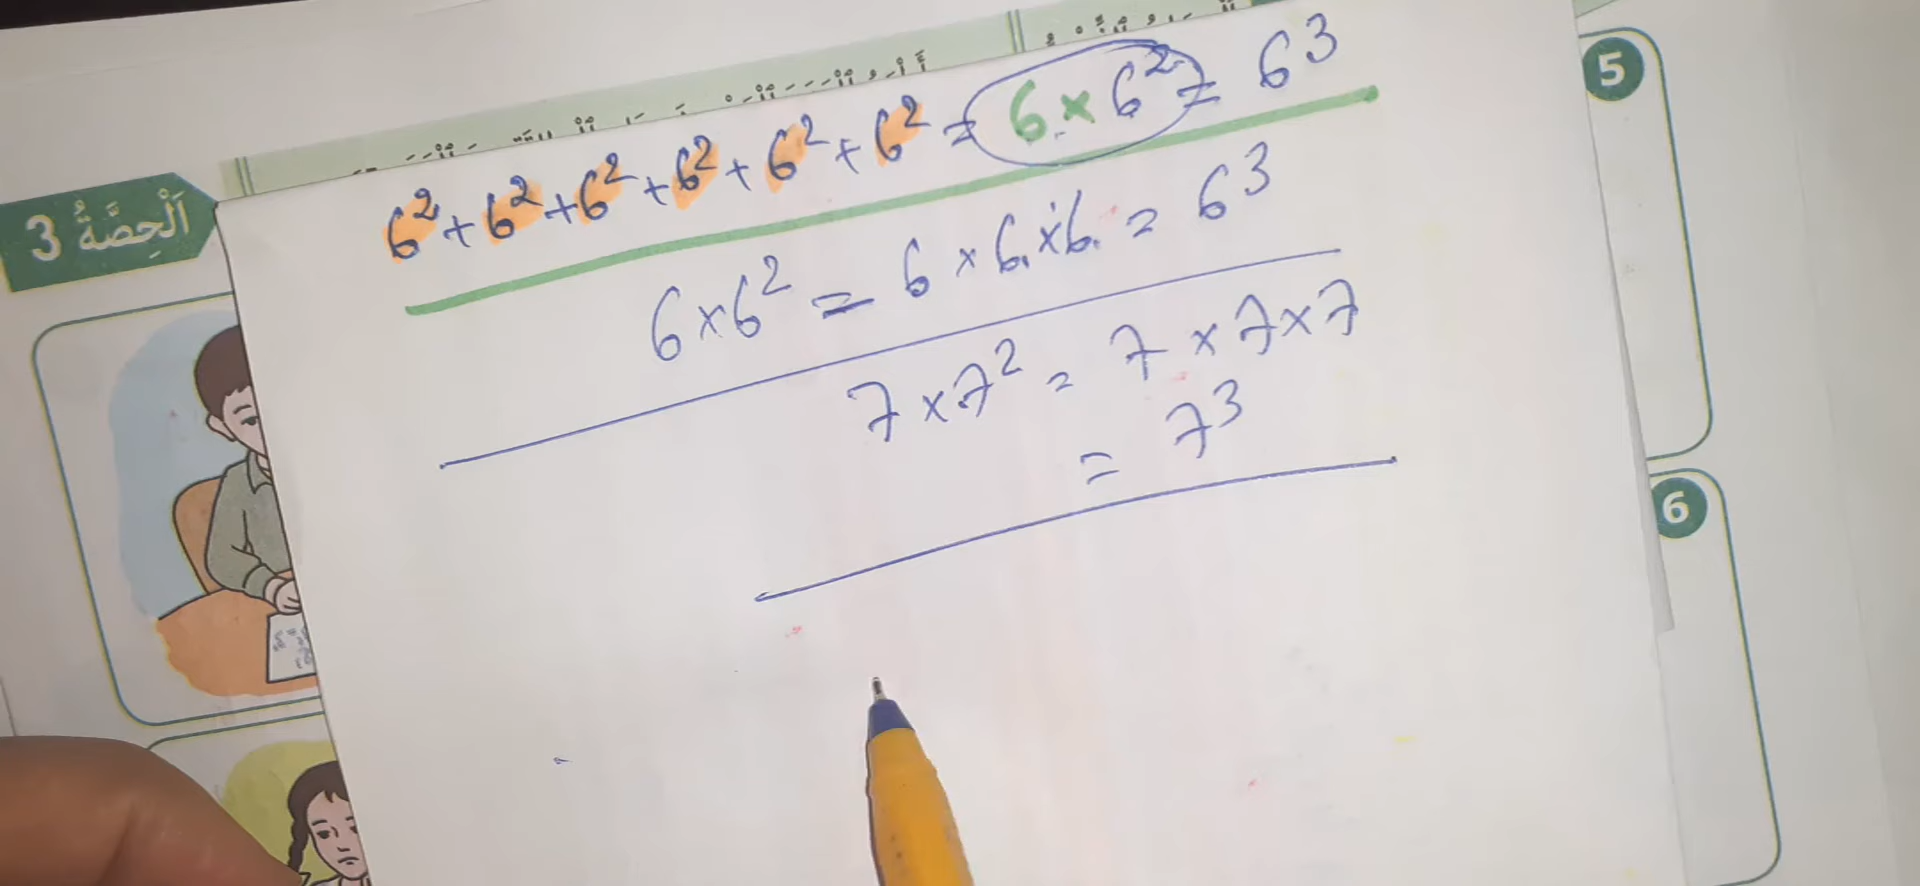 6² + 6² + 6² + 6² + 6² + 6² = 6 × 6² = 6³
6 × 6² = 6 × 6 × 6 = 6³
7 × 7² = 7 × 7 × 7
= 7³
اَلْحِصَّةُ 3
5
6